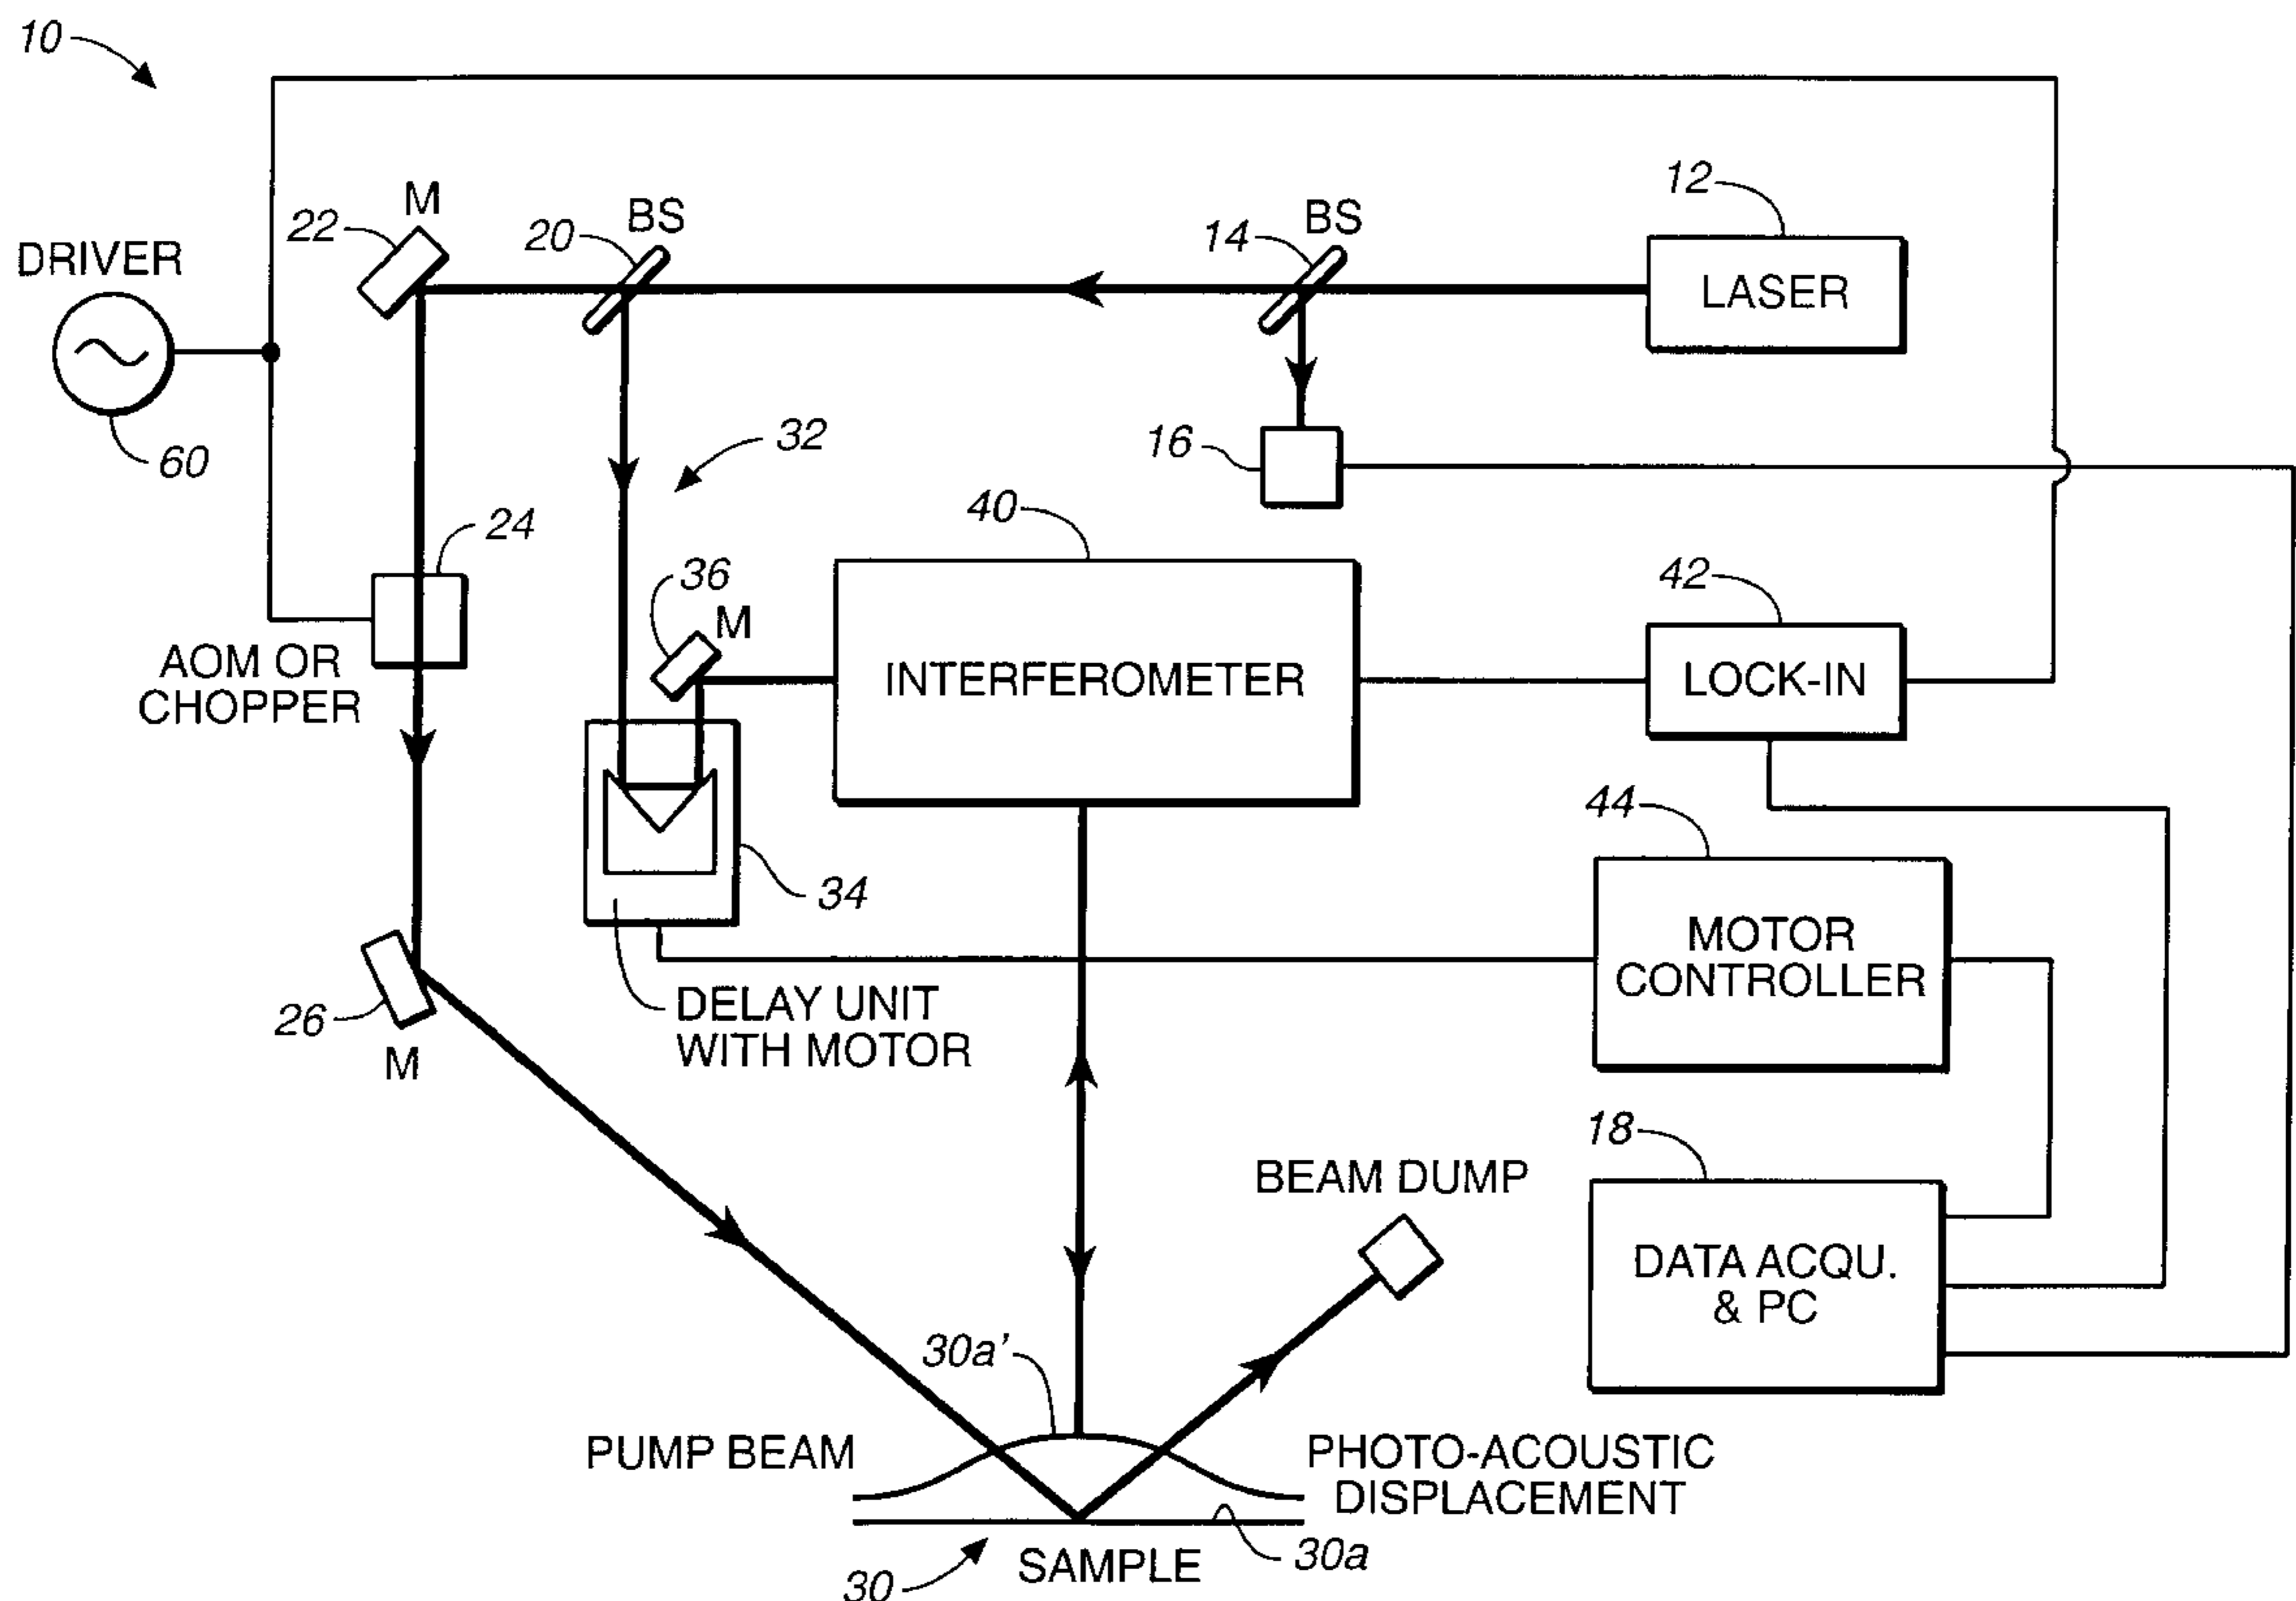 10
M
22
DRIVER
60
20
BS
14
BS
12
LASER
32
16
24
AOM OR
CHOPPER
36
M
40
INTERFEROMETER
42
LOCK-IN
34
DELAY UNIT
WITH MOTOR
44
MOTOR
CONTROLLER
26
M
18
DATA ACQU.
& PC
BEAM DUMP
30a'
PUMP BEAM
PHOTO-ACOUSTIC
DISPLACEMENT
30a
SAMPLE
30